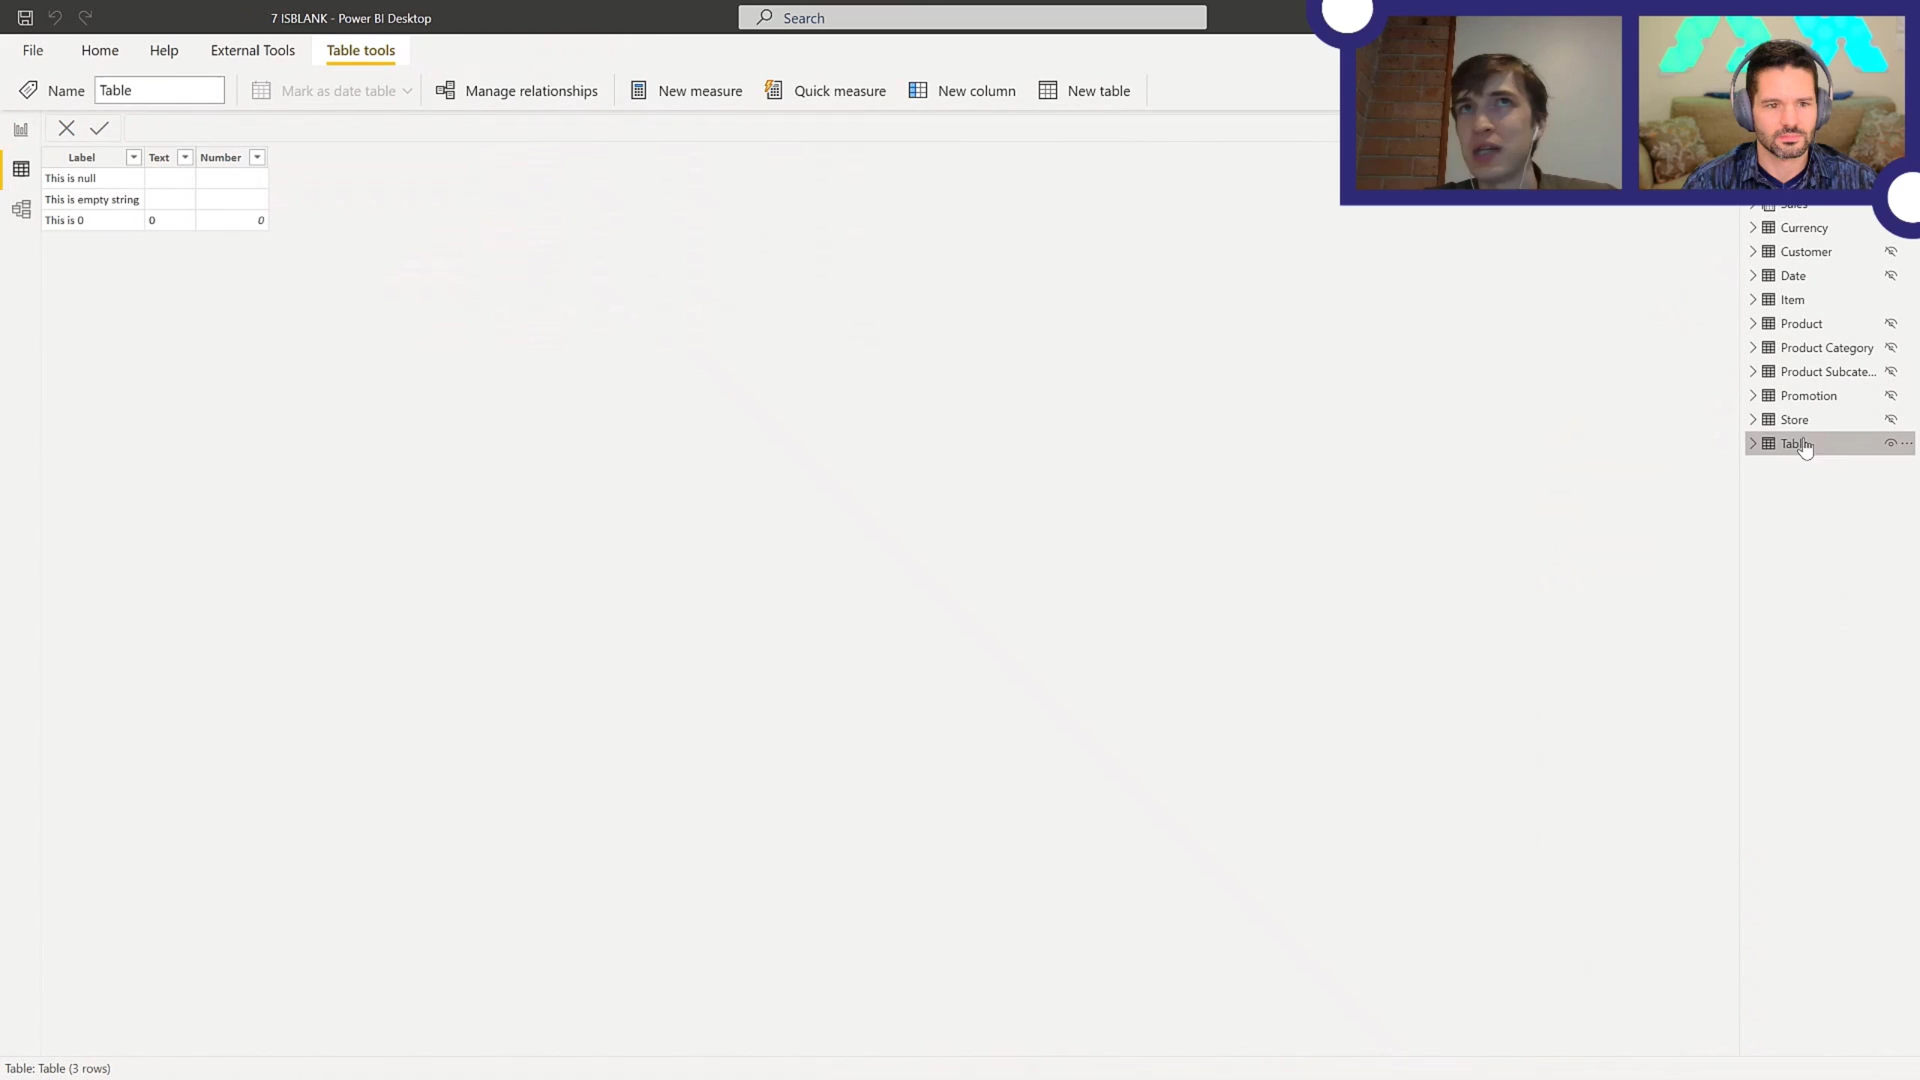 7 ISBLANK - Power BI Desktop
Search
File Home Help External Tools Table tools
Name Table Mark as date table Manage relationships New measure Quick measure New column New table
Label Text Number
This is null
This is empty string
This is 0 0 0
Sales
Currency
Customer
Date
Item
Product
Product Category
Product Subcate...
Promotion
Store
Table
Table: Table (3 rows)